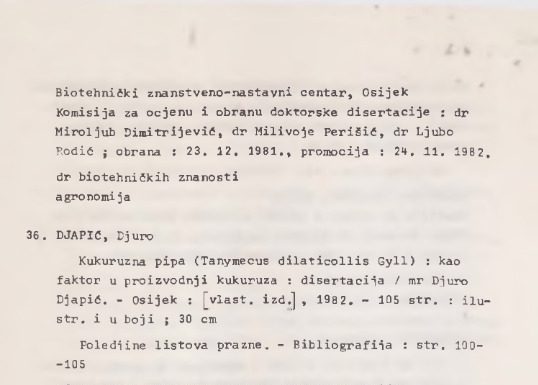 Biotehnički znanstveno-nastavni centar, Osijek
Komisija za ocjenu i obranu doktorske disertacije : dr
Miroljub Dimitrijević, dr Milivoje Perišić, dr Ljubo
Rodić ; obrana : 23. 12. 1981., promocija : 24. 11. 1982.
dr biotehničkih znanosti
agronomija
36. DJAPIĆ, Djuro
Kukuruzna pipa (Tanymecus dilaticollis Gyll) : kao
faktor u proizvodnji kukuruza : disertacija / mr Djuro
Djapić. - Osijek : [vlast. izd.] , 1982. - 105 str. : ilu-
str. i u boji ; 30 cm
Poledjine listova prazne. - Bibliografija : str. 100-
-105